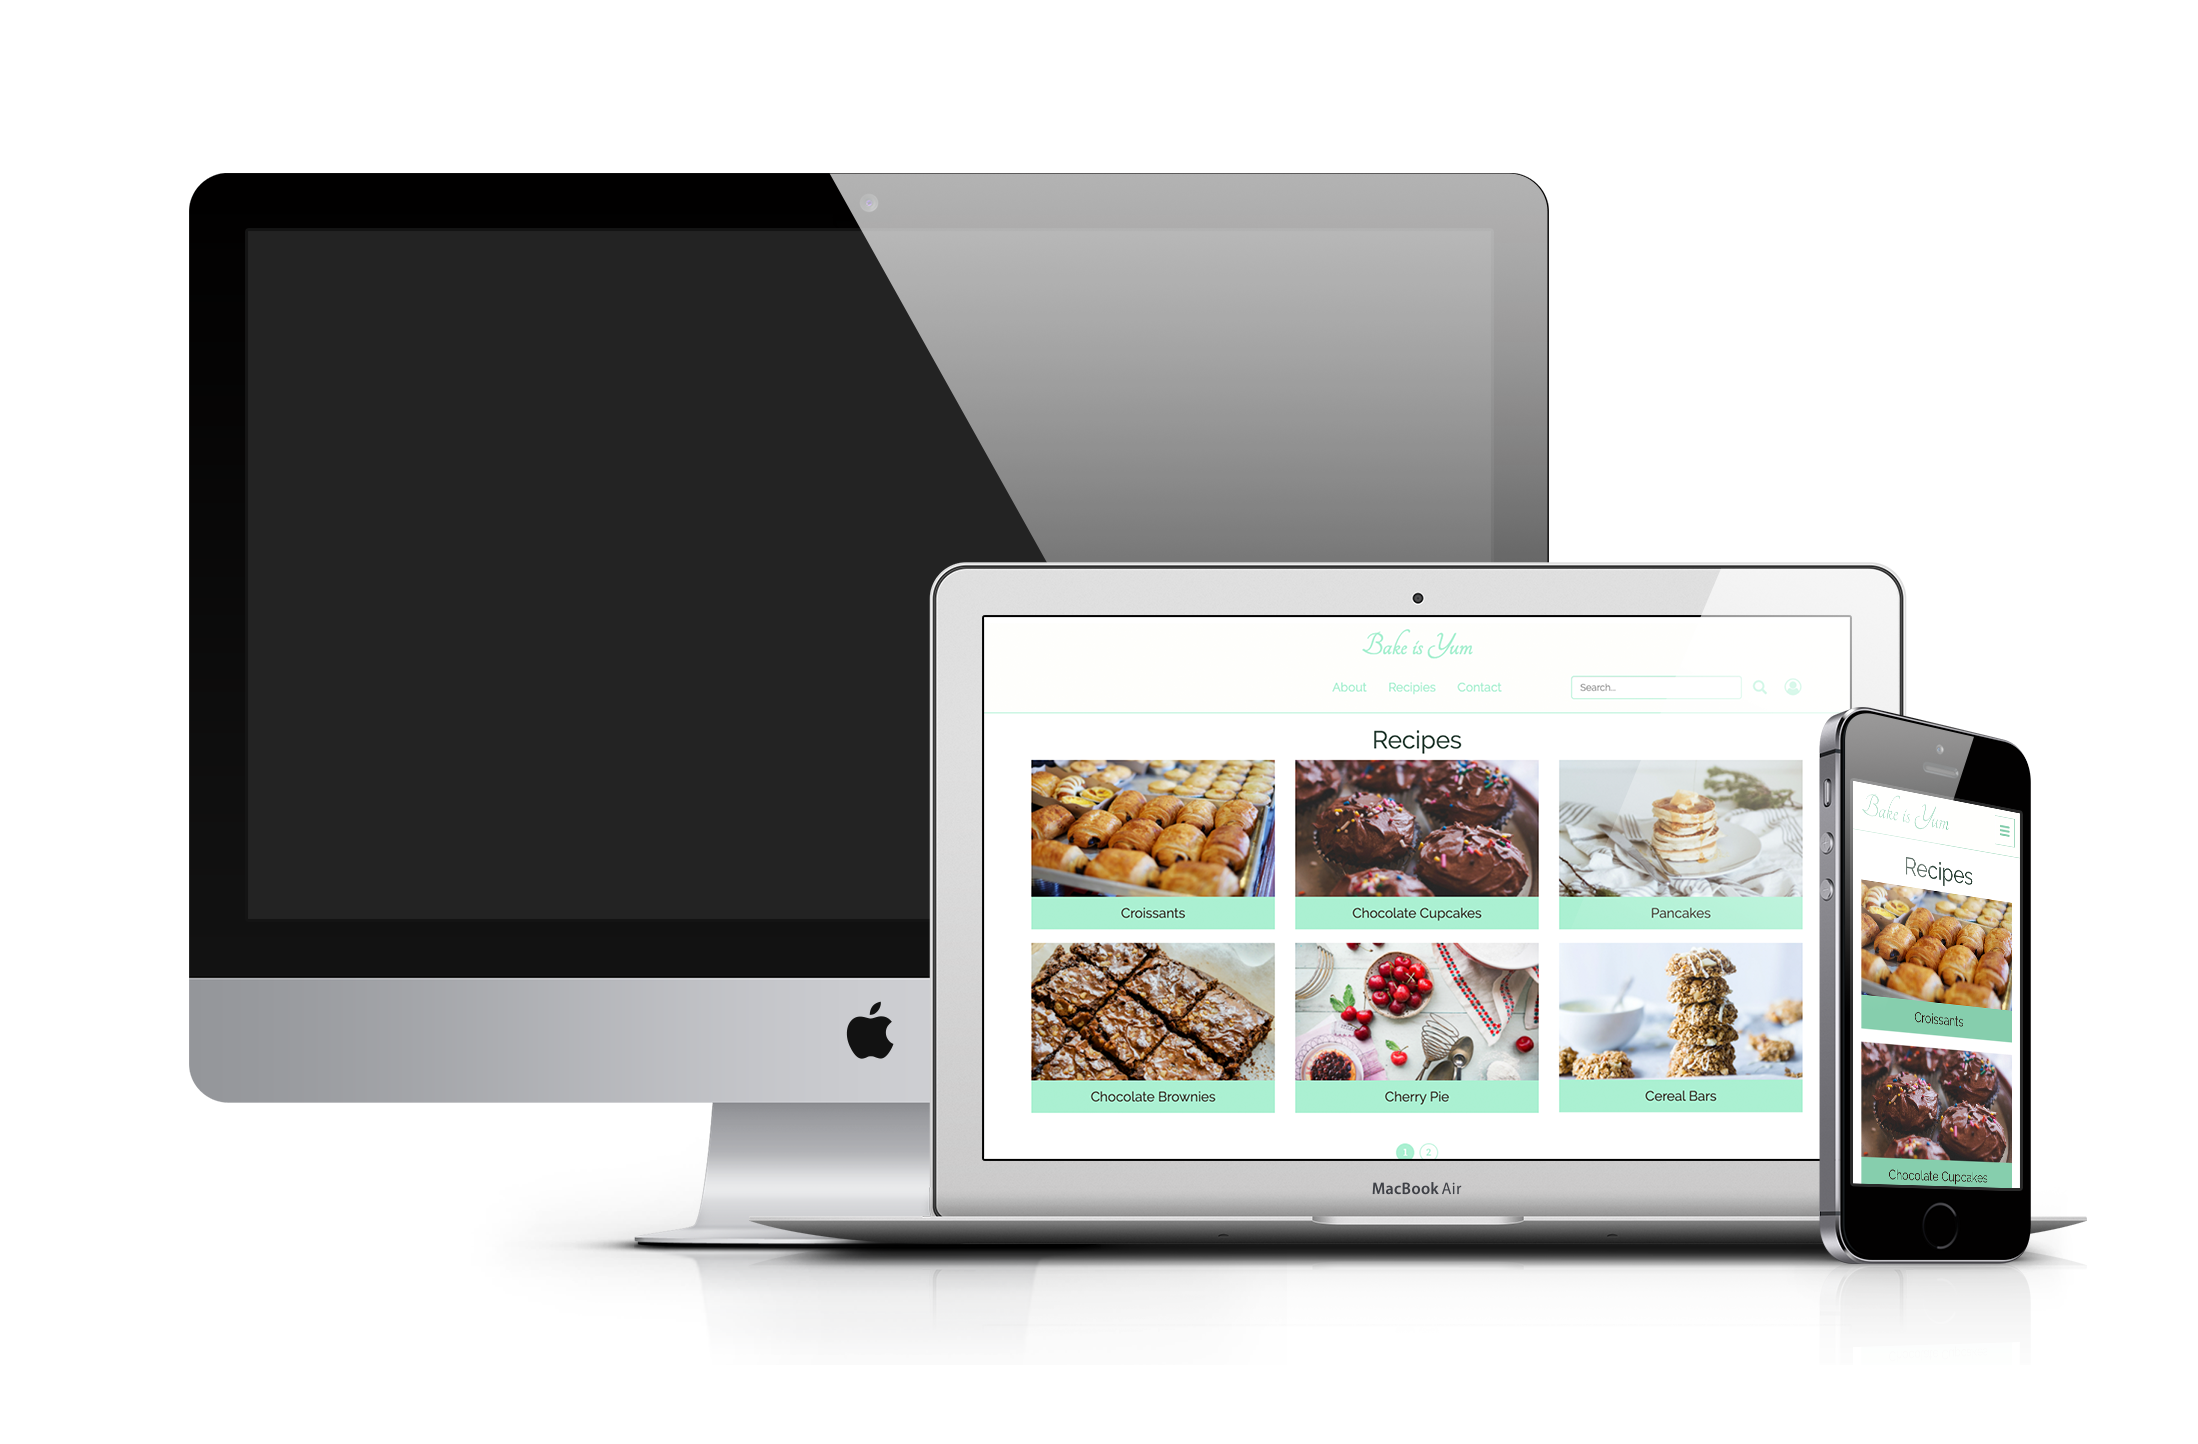 Bake is Yum
About Recipies Contact Search...
Recipes
Croissants Chocolate Cupcakes Pancakes
Chocolate Brownies Cherry Pie Cereal Bars
1 2
MacBook Air
Bake is Yum
Recipes
Croissants
Chocolate Cupcakes